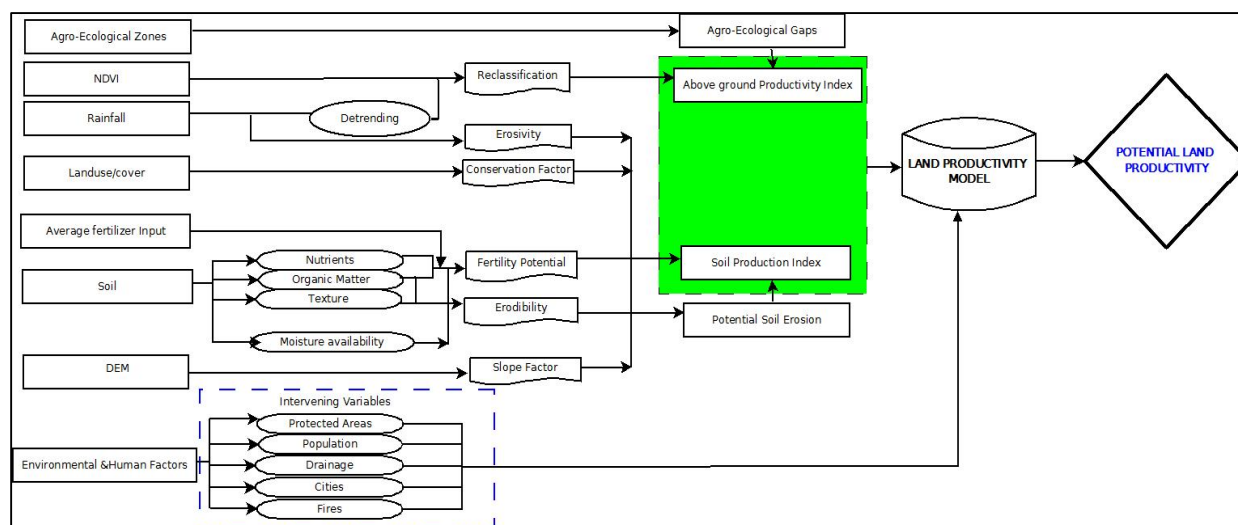 Agro-Ecological Zones
Agro-Ecological Gaps
NDVI
Reclassification
Above ground Productivity Index
Rainfall
Detrending
Erosivity
Landuse/cover
Conservation Factor
LAND PRODUCTIVITY
MODEL
POTENTIAL LAND
PRODUCTIVITY
Average fertilizer Input
Nutrients
Organic Matter
Texture
Fertility Potential
Soil Production Index
Soil
Erodibility
Potential Soil Erosion
Moisture availability
DEM
Slope Factor
Intervening Variables
Protected Areas
Population
Environmental &Human Factors
Drainage
Cities
Fires